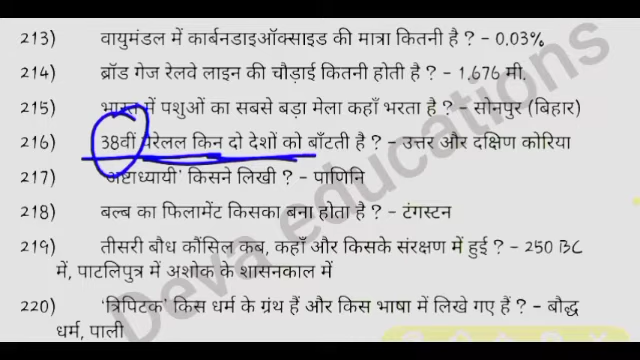 213) वायुमंडल में कार्बनडाइऑक्साइड की मात्रा कितनी है ? - 0.03%
214) ब्रॉड गेज रेलवे लाइन की चौड़ाई कितनी होती है ? - 1.676 मी.
215) भारत में पशुओं का सबसे बड़ा मेला कहाँ भरता है ? - सोनपुर (बिहार)
216) 38वीं पैरेलल किन दो देशों को बाँटती है ? - उत्तर और दक्षिण कोरिया
217) 'अष्टाध्यायी' किसने लिखी ? - पाणिनि
218) बल्ब का फिलामेंट किसका बना होता है ? - टंगस्टन
219) तीसरी बौध कौंसिल कब, कहाँ और किसके संरक्षण में हुई ? - 250 BC
में, पाटलिपुत्र में अशोक के शासनकाल में
220) 'त्रिपिटक' किस धर्म के ग्रंथ हैं और किस भाषा में लिखे गए हैं ? - बौद्ध
धर्म, पाली
Deva educations